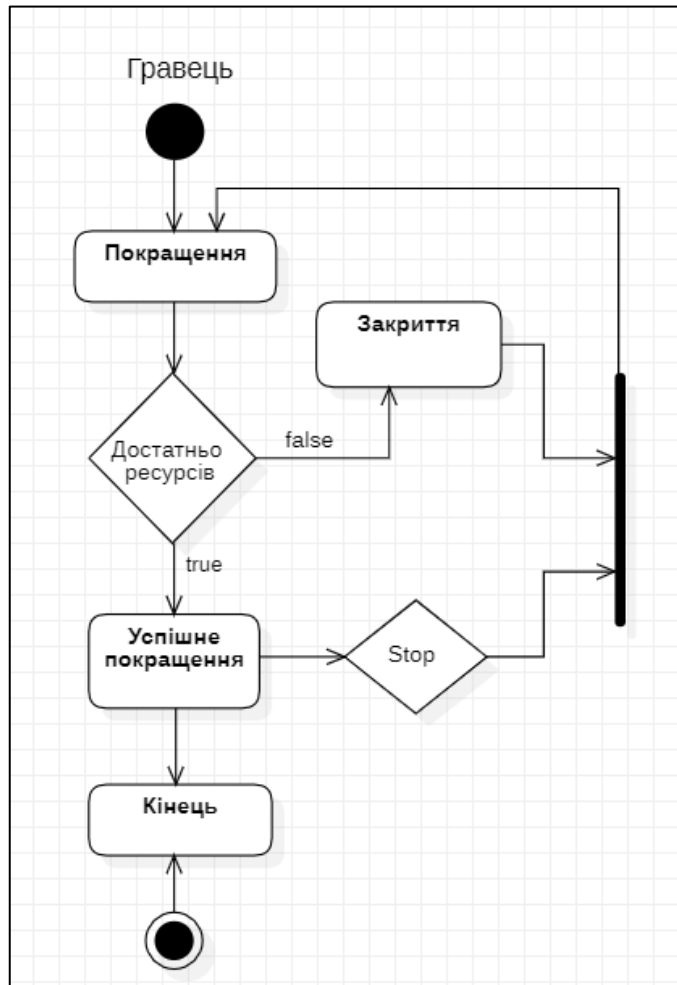 Гравець
Покращення
Закриття
Достатньо
ресурсів
false
true
Успішне
покращення
Stop
Кінець